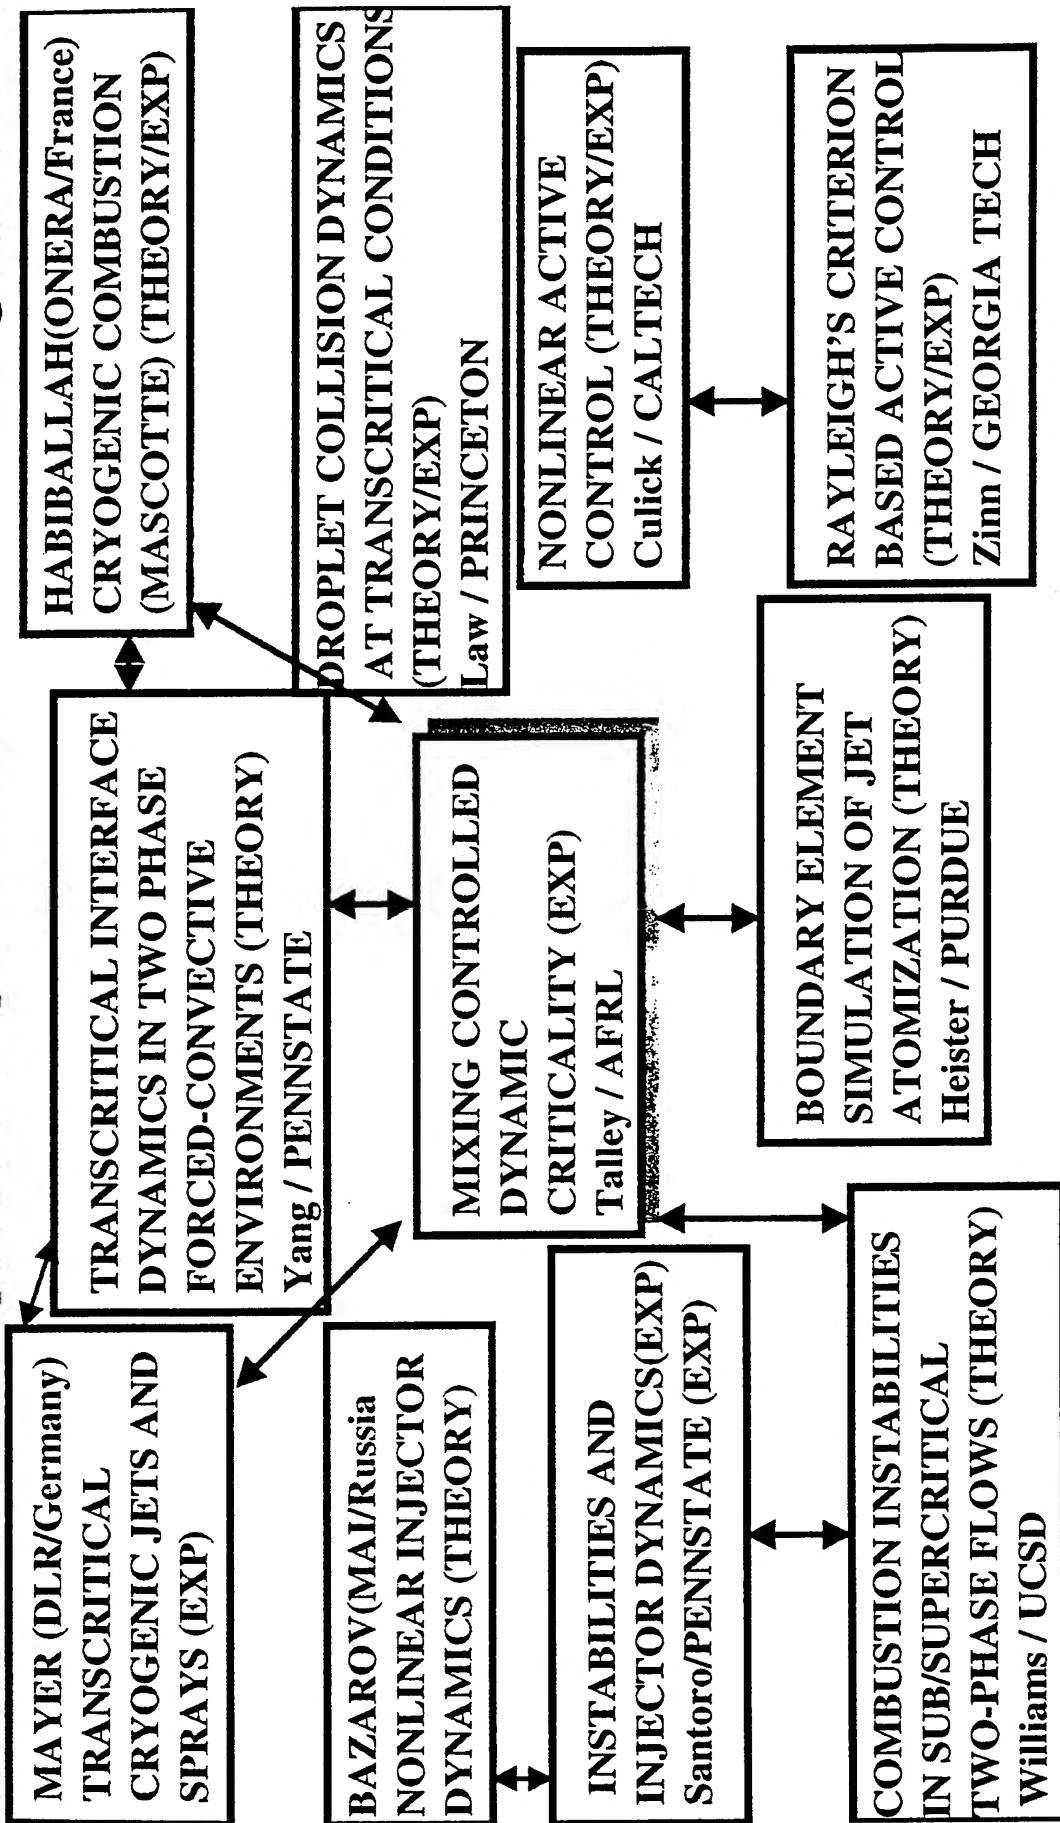 MAYER (DLR/Germany)
TRANSCRITICAL
CRYOGENIC JETS AND
SPRAYS (EXP)
TRANSCRITICAL INTERFACE
DYNAMICS IN TWO PHASE
FORCED-CONVECTIVE
ENVIRONMENTS (THEORY)
Yang / PENNSTATE
HABIBALLAH(ONERA/France)
CRYOGENIC COMBUSTION
(MASCOTTE) (THEORY/EXP)
BAZAROV(MAI/Russia
NONLINEAR INJECTOR
DYNAMICS (THEORY)
MIXING CONTROLLED
DYNAMIC
CRITICALITY (EXP)
Talley / AFRL
DROPLET COLLISION DYNAMICS
AT TRANSCRITICAL CONDITIONS
(THEORY/EXP)
Law / PRINCETON
INSTABILITIES AND
INJECTOR DYNAMICS(EXP)
Santoro/PENNSTATE (EXP)
NONLINEAR ACTIVE
CONTROL (THEORY/EXP)
Culick / CALTECH
COMBUSTION INSTABILITIES
IN SUB/SUPERCRITICAL
TWO-PHASE FLOWS (THEORY)
Williams / UCSD
BOUNDARY ELEMENT
SIMULATION OF JET
ATOMIZATION (THEORY)
Heister / PURDUE
RAYLEIGH'S CRITERION
BASED ACTIVE CONTROL
(THEORY/EXP)
Zinn / GEORGIA TECH